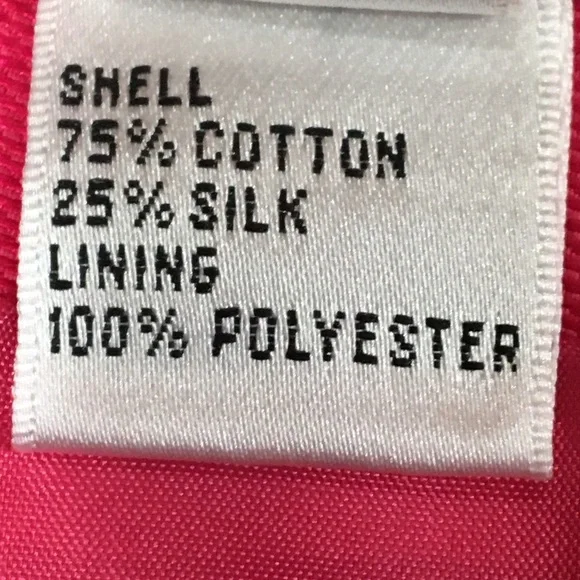 SHELL
75% COTTON
25% SILK
LINING
100% POLYESTER